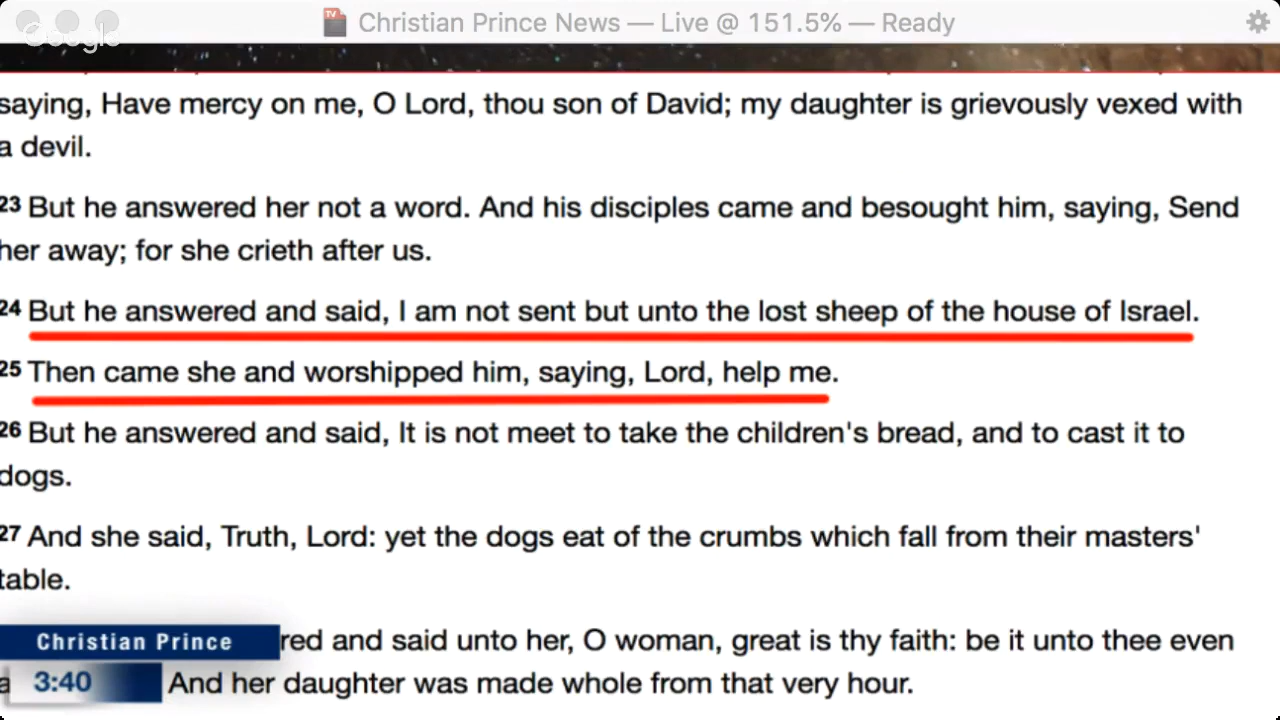 Christian Prince News — Live @ 151.5% — Ready
Google
saying, Have mercy on me, O Lord, thou son of David; my daughter is grievously vexed with
a devil.
23 But he answered her not a word. And his disciples came and besought him, saying, Send
her away; for she crieth after us.
24 But he answered and said, I am not sent but unto the lost sheep of the house of Israel.
25 Then came she and worshipped him, saying, Lord, help me.
26 But he answered and said, It is not meet to take the children's bread, and to cast it to
dogs.
27 And she said, Truth, Lord: yet the dogs eat of the crumbs which fall from their masters'
table.
Christian Prince red and said unto her, O woman, great is thy faith: be it unto thee even
3:40 And her daughter was made whole from that very hour.